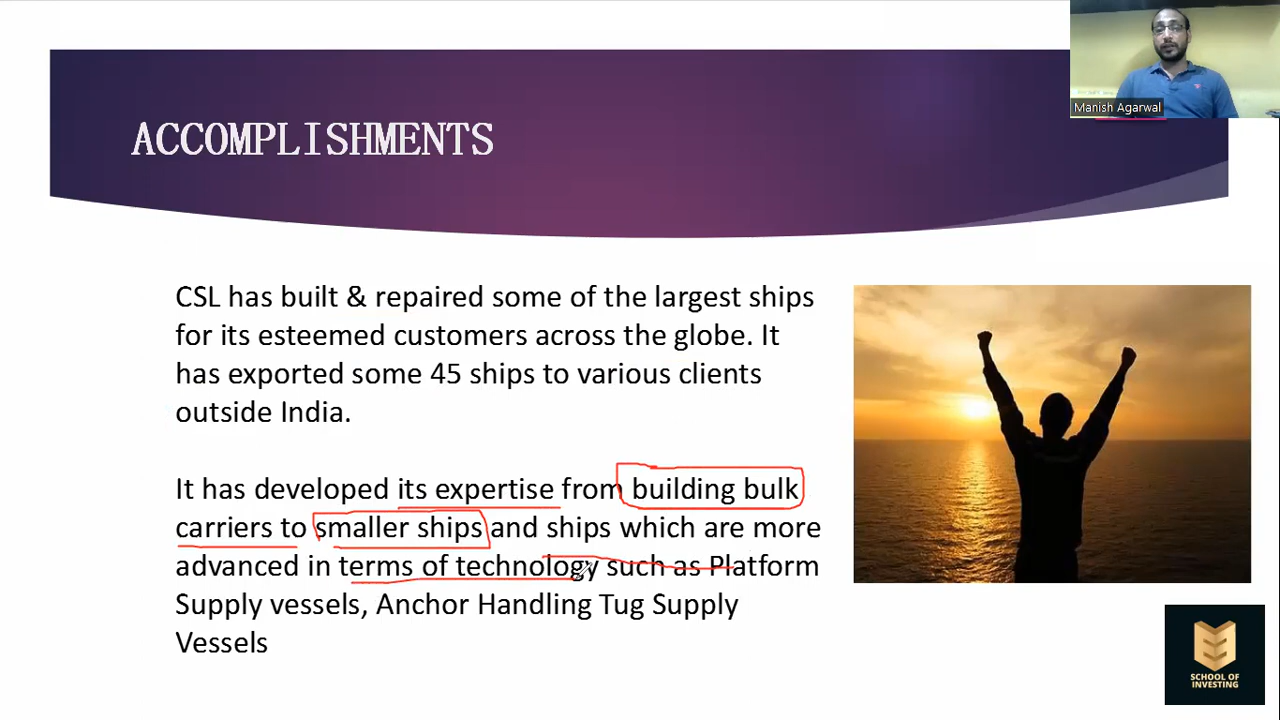 Manish Agarwal
ACCOMPLISHMENTS
CSL has built & repaired some of the largest ships
for its esteemed customers across the globe. It
has exported some 45 ships to various clients
outside India.
It has developed its expertise from building bulk
carriers to smaller ships and ships which are more
advanced in terms of technology such as Platform
Supply vessels, Anchor Handling Tug Supply
Vessels
SCHOOL OF
INVESTING